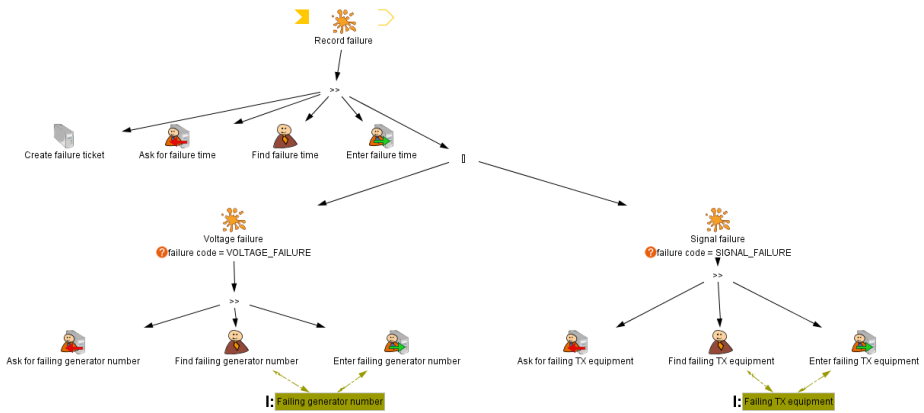 Record failure
>>
Create failure ticket
Ask for failure time
Find failure time
Enter failure time
[]
Voltage failure
?failure code = VOLTAGE_FAILURE
Signal failure
?failure code = SIGNAL_FAILURE
>>
>>
Ask for failing generator number
Find failing generator number
Enter failing generator number
Ask for failing TX equipment
Find failing TX equipment
Enter failing TX equipment
I: Failing generator number
I: Failing TX equipment